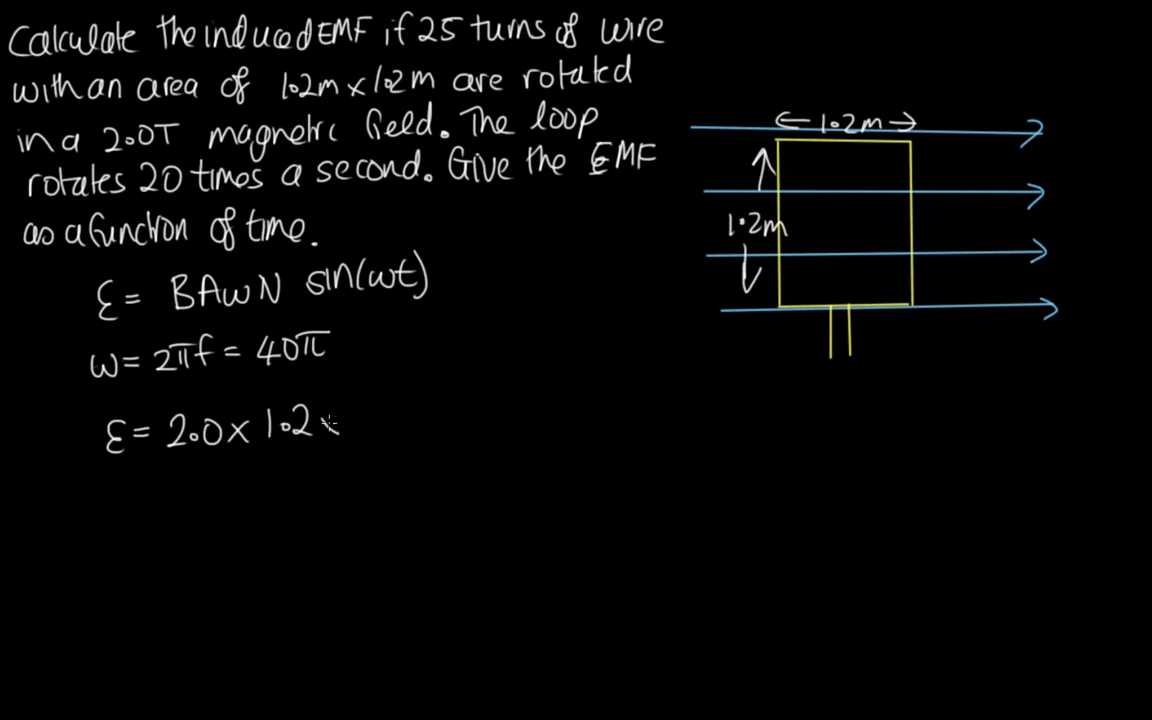 Calculate the induced EMF if 25 turns of wire
with an area of 1.2m x 1.2m are rotated
in a 2.0T magnetic field. The loop
rotates 20 times a second. Give the EMF
as a function of time.
ε = BAωN sin(ωt)
ω = 2πf = 40π
ε = 2.0 x 1.2 x
1.2m
1.2m